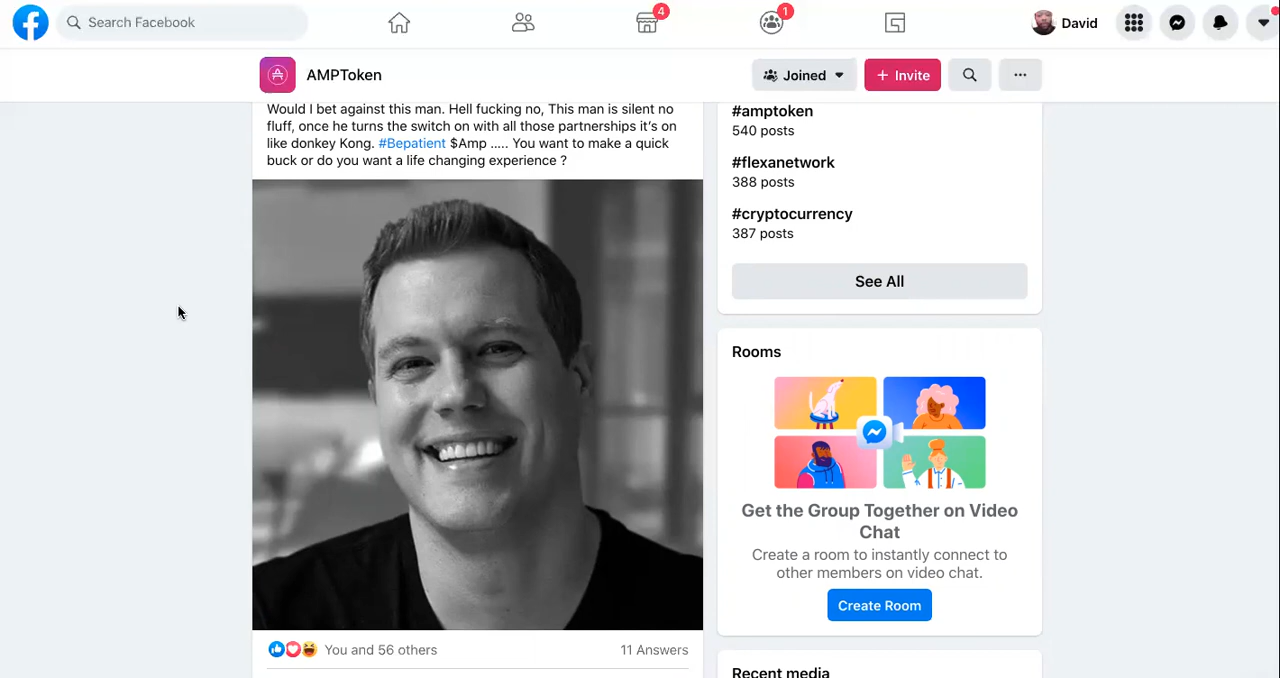 Search Facebook
4
1
David
AMPToken
Joined
+ Invite
...
Would I bet against this man. Hell fucking no, This man is silent no
fluff, once he turns the switch on with all those partnerships it's on
like donkey Kong. #Bepatient $Amp ..... You want to make a quick
buck or do you want a life changing experience ?
You and 56 others
11 Answers
#amptoken
540 posts
#flexanetwork
388 posts
#cryptocurrency
387 posts
See All
Rooms
Get the Group Together on Video
Chat
Create a room to instantly connect to
other members on video chat.
Create Room
Recent media